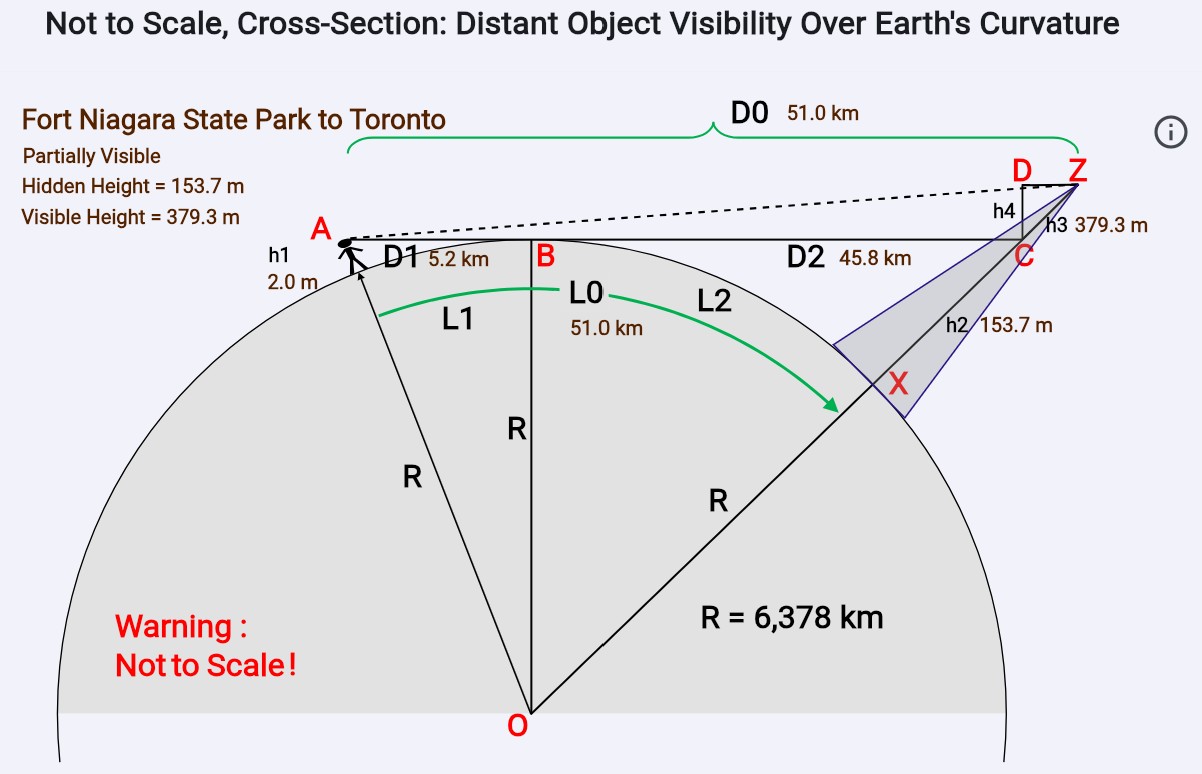 Not to Scale, Cross-Section: Distant Object Visibility Over Earth's Curvature
D0 51.0 km
Fort Niagara State Park to Toronto
Partially Visible
Hidden Height = 153.7 m
Visible Height = 379.3 m
D Z
h4
h3 379.3 m
A
h1
2.0 m
D1 5.2 km
B
D2 45.8 km
C
L0
51.0 km
L1
L2
h2 153.7 m
X
R
R
R
R = 6,378 km
Warning :
Not to Scale!
O